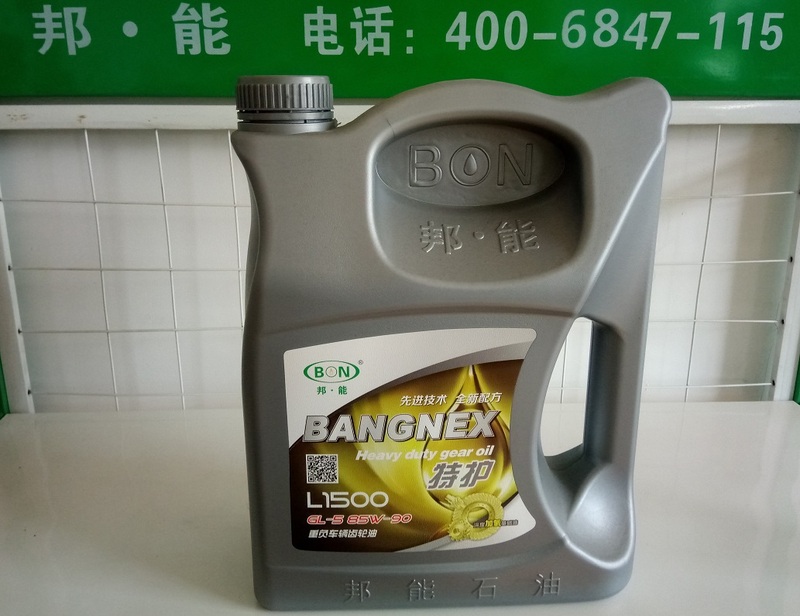 邦·能 电话：400-6847-115
BON
邦·能
BON®
邦·能
先进技术 全新配方
BANGNEX
Heavy duty gear oil
特护
L1500
GL-5 85W-90
重负车辆齿轮油
邦能石油